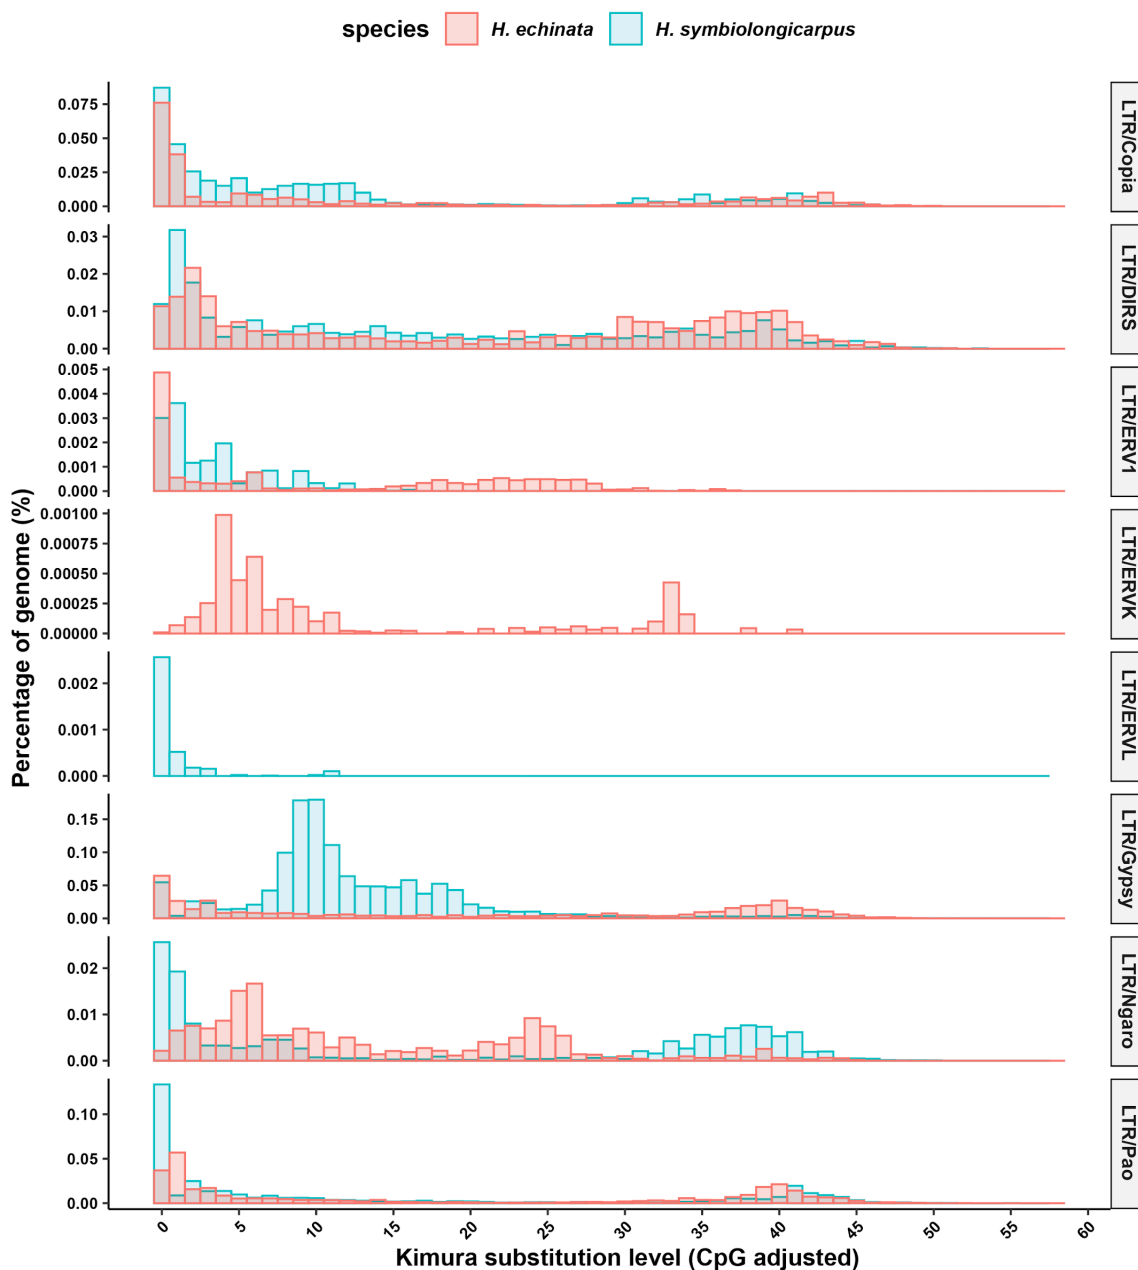 species H. echinata H. symbiolongicarpus
Percentage of genome (%)
0.075
0.050
0.025
0.000
LTR/Copia
0.03
0.02
0.01
0.00
LTR/DIRS
0.005
0.004
0.003
0.002
0.001
0.000
LTR/ERV1
0.00100
0.00075
0.00050
0.00025
0.00000
LTR/ERVK
0.002
0.001
0.000
LTR/ERVL
0.15
0.10
0.05
0.00
LTR/Gypsy
0.02
0.01
0.00
LTR/Ngaro
0.10
0.05
0.00
LTR/Pao
0 5 10 15 20 25 30 35 40 45 50 55 60
Kimura substitution level (CpG adjusted)